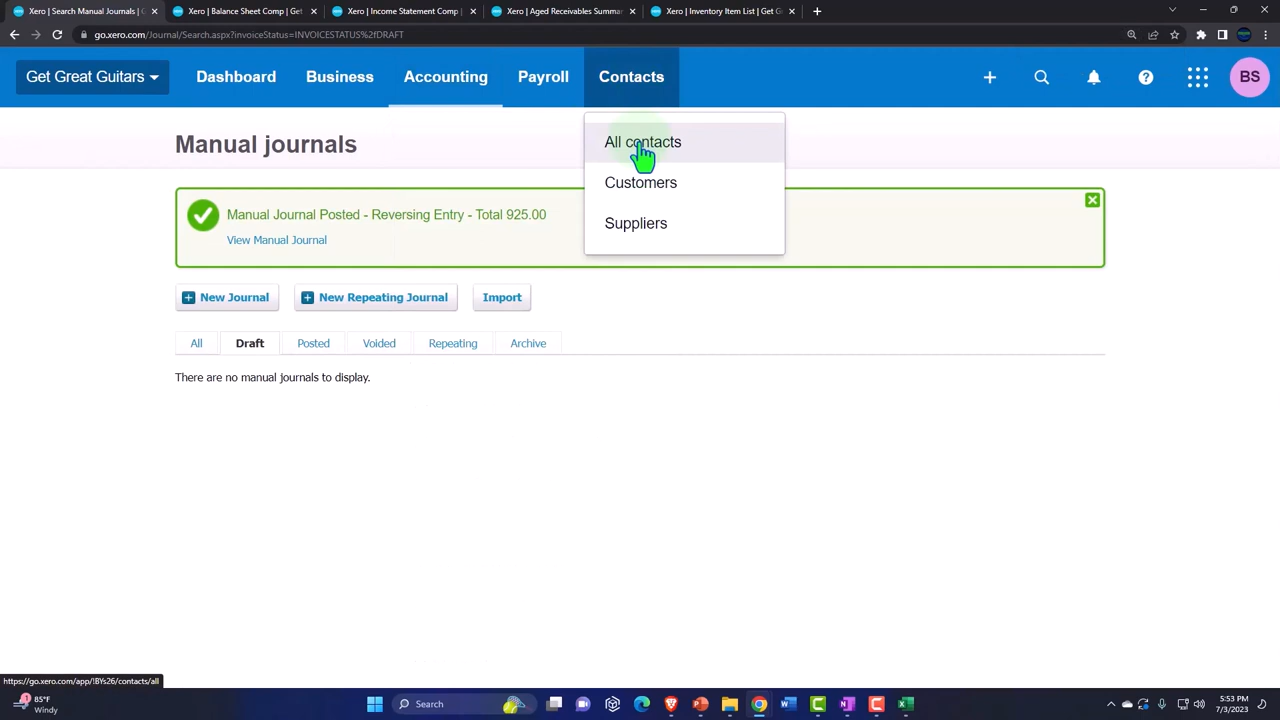 Xero | Search Manual Journals | G
Xero | Balance Sheet Comp | Get
Xero | Income Statement Comp
Xero | Aged Receivables Summar
Xero | Inventory Item List | Get G
go.xero.com/Journal/Search.aspx?invoiceStatus=INVOICESTATUS%2fDRAFT
Get Great Guitars
Dashboard
Business
Accounting
Payroll
Contacts
BS
Manual journals
All contacts
Customers
Suppliers
Manual Journal Posted - Reversing Entry - Total 925.00
View Manual Journal
New Journal
New Repeating Journal
Import
All
Draft
Posted
Voided
Repeating
Archive
There are no manual journals to display.
https://go.xero.com/app/!BYs26/contacts/all
1
85°F
Windy
Search
5:53 PM
7/3/2023